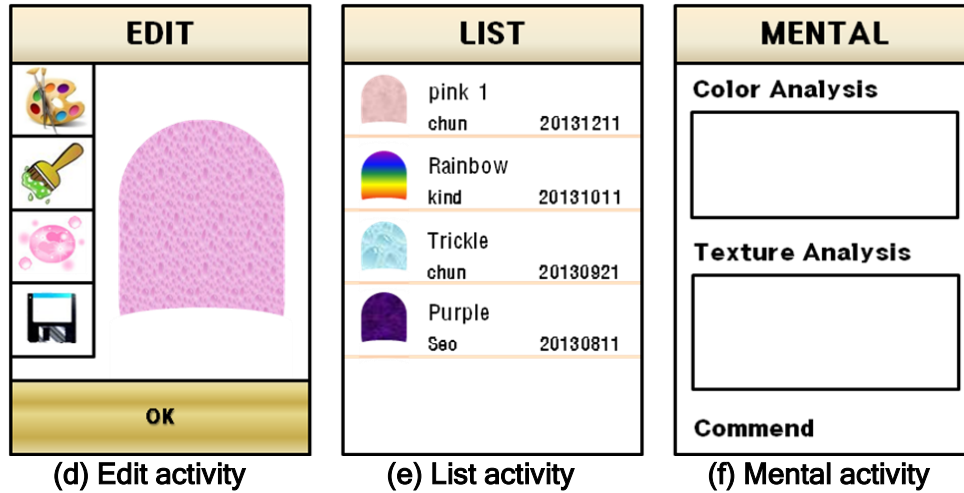 EDIT
OK
(d) Edit activity
LIST
pink 1
chun 20131211
Rainbow
kind 20131011
Trickle
chun 20130921
Purple
Seo 20130811
(e) List activity
MENTAL
Color Analysis
Texture Analysis
Commend
(f) Mental activity